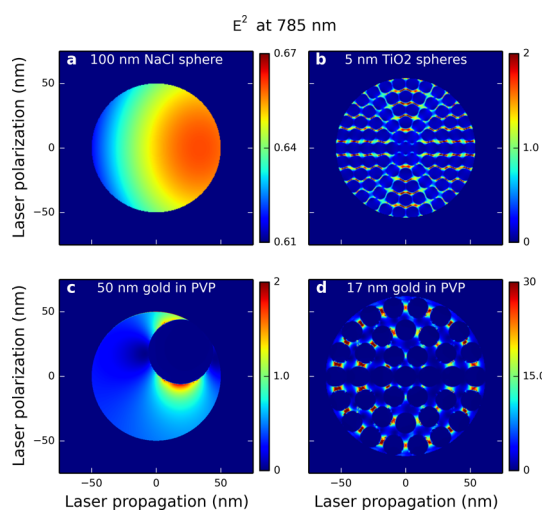 E² at 785 nm
a 100 nm NaCl sphere
b 5 nm TiO2 spheres
Laser polarization (nm)
50
0
−50
0.67
0.64
0.61
2
1.0
0
c 50 nm gold in PVP
d 17 nm gold in PVP
Laser polarization (nm)
50
0
−50
2
1.0
0
30
15.0
0
−50 0 50
−50 0 50
Laser propagation (nm)
Laser propagation (nm)